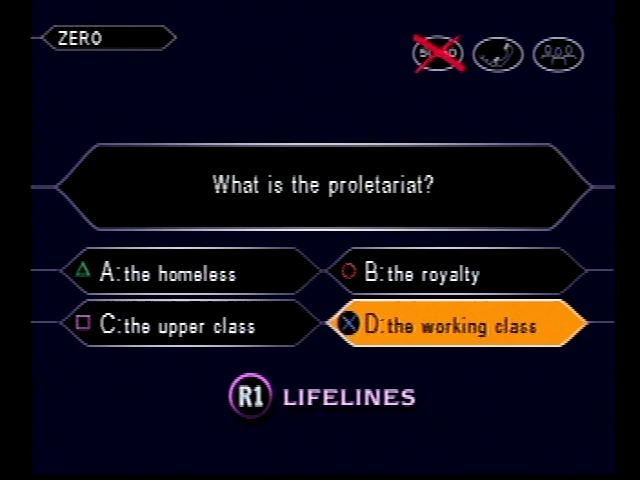 ZERO
What is the proletariat?
A: the homeless
B: the royalty
C: the upper class
D: the working class
R1 LIFELINES